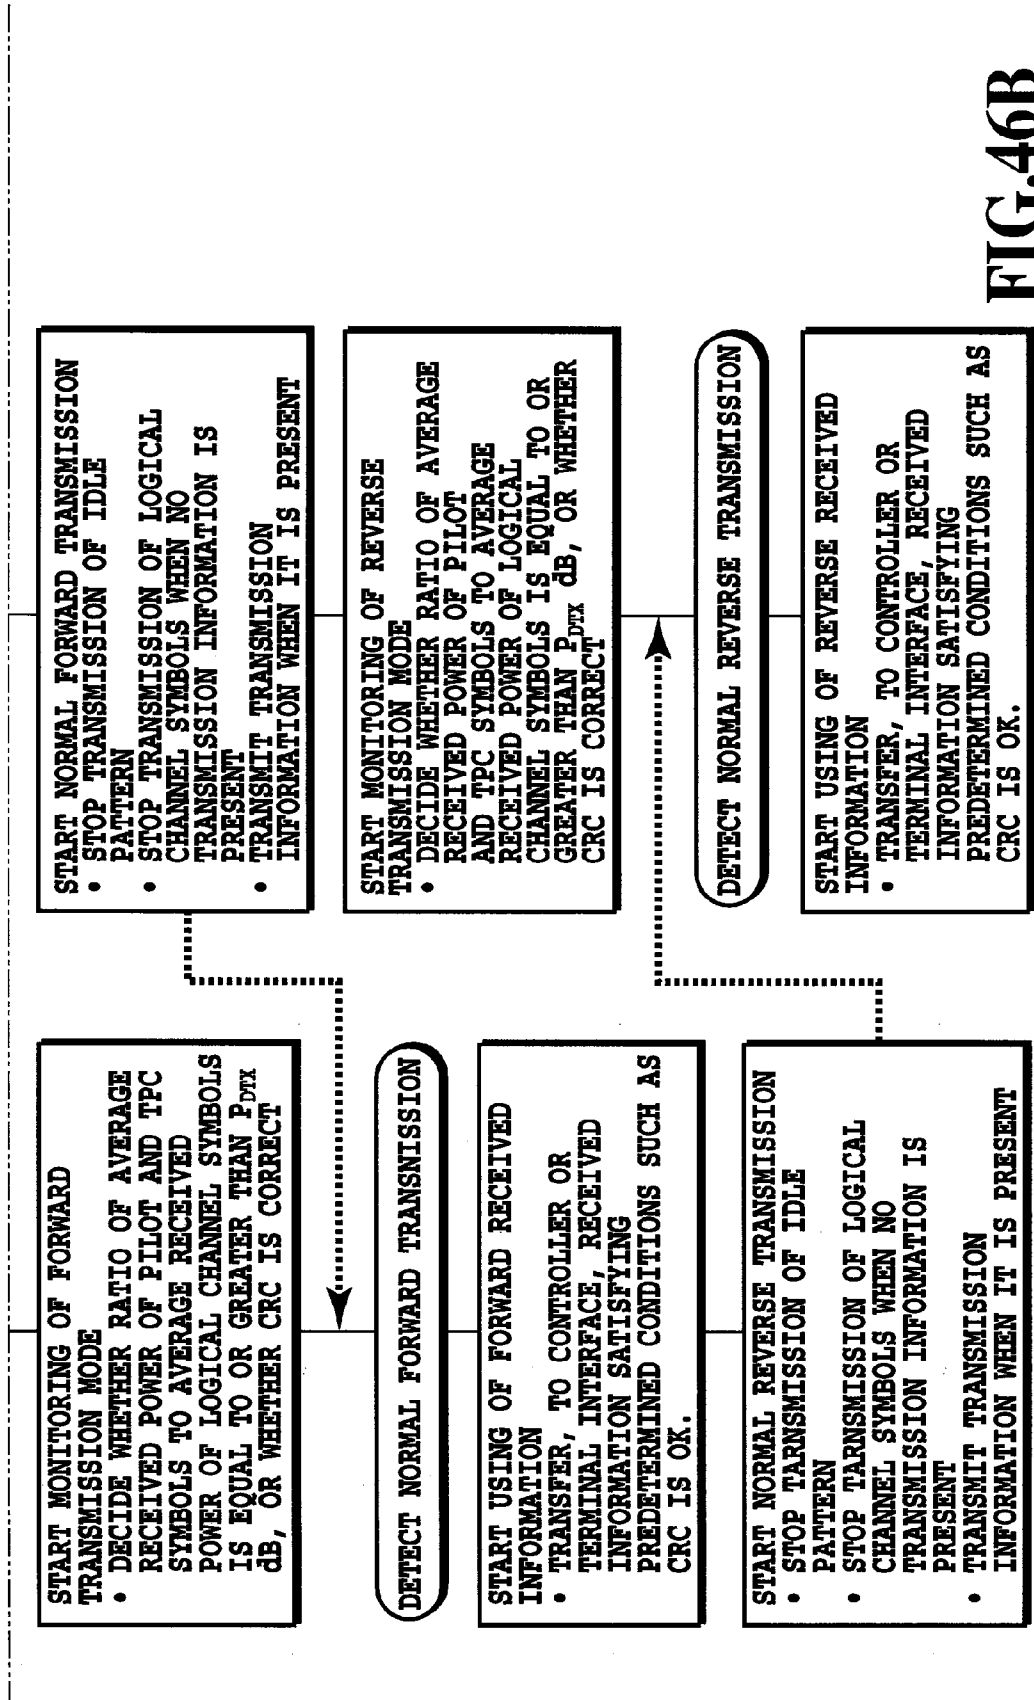 START MONITORING OF FORWARD
TRANSMISSION MODE
• DECIDE WHETHER RATIO OF AVERAGE
RECEIVED POWER OF PILOT AND TPC
SYMBOLS TO AVERAGE RECEIVED
POWER OF LOGICAL CHANNEL SYMBOLS
IS EQUAL TO OR GREATER THAN PDTX
dB, OR WHETHER CRC IS CORRECT
DETECT NORMAL FORWARD TRANSNISSION
START USING OF FORWARD RECEIVED
INFORMATION
• TRANSFER, TO CONTROLLER OR
TERMINAL INTERFACE, RECEIVED
INFORMATION SATISFYING
PREDETERMINED CONDITIONS SUCH AS
CRC IS OK.
START NORMAL REVERSE TRANSMISSION
• STOP TARNSMISSION OF IDLE
PATTERN
• STOP TARNSMISSION OF LOGICAL
CHANNEL SYMBOLS WHEN NO
TRANSMISSION INFORMATION IS
PRESENT
• TRANSMIT TRANSMISSION
INFORMATION WHEN IT IS PRESENT
START NORMAL FORWARD TRANSMISSION
• STOP TRANSMISSION OF IDLE
PATTERN
• STOP TRANSMISSION OF LOGICAL
CHANNEL SYMBOLS WHEN NO
TRANSMISSION INFORMATION IS
PRESENT
• TRANSMIT TRANSMISSION
INFORMATION WHEN IT IS PRESENT
START MONITORING OF REVERSE
TRANSMISSION MODE
• DECIDE WHETHER RATIO OF AVERAGE
RECEIVED POWER OF PILOT
AND TPC SYMBOLS TO AVERAGE
RECEIVED POWER OF LOGICAL
CHANNEL SYMBOLS IS EQUAL TO OR
GREATER THAN PDTX dB, OR WHETHER
CRC IS CORRECT
DETECT NORMAL REVERSE TRANSMISSION
START USING OF REVERSE RECEIVED
INFORMATION
• TRANSFER, TO CONTROLLER OR
TERMINAL INTERFACE, RECEIVED
INFORMATION SATISFYING
PREDETERMINED CONDITIONS SUCH AS
CRC IS OK.
FIG.46B